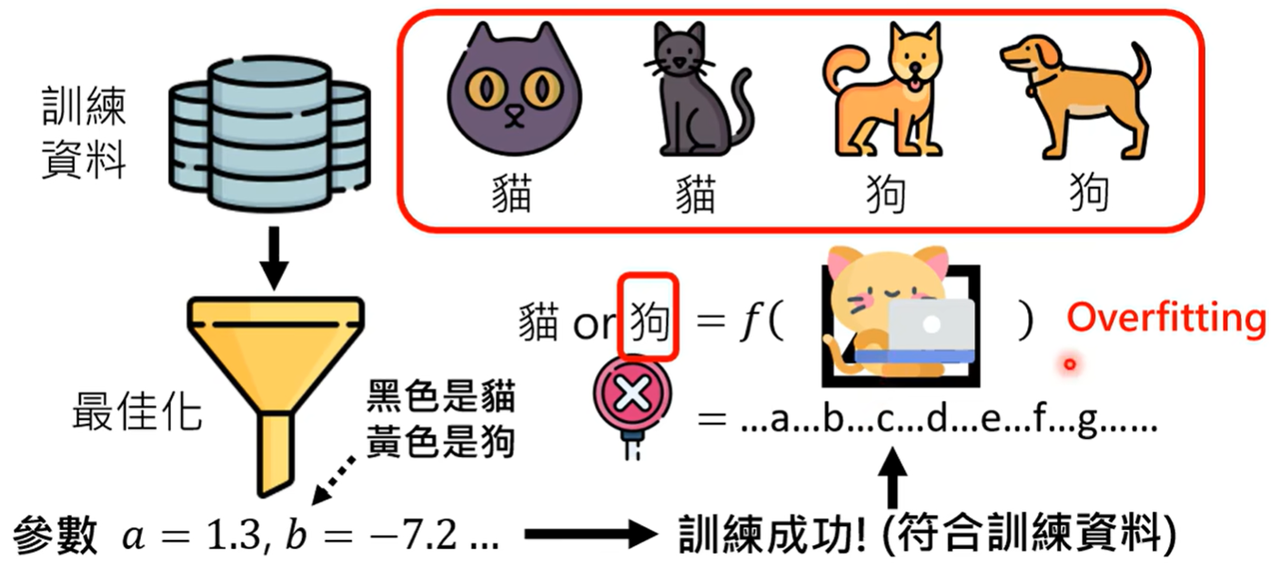 訓練
資料
貓
貓
狗
狗
貓 or 狗 = f( ) Overfitting
= ...a...b...c...d...e...f...g......
最佳化
黑色是貓
黃色是狗
參數 a = 1.3, b = −7.2 ...
訓練成功! (符合訓練資料)